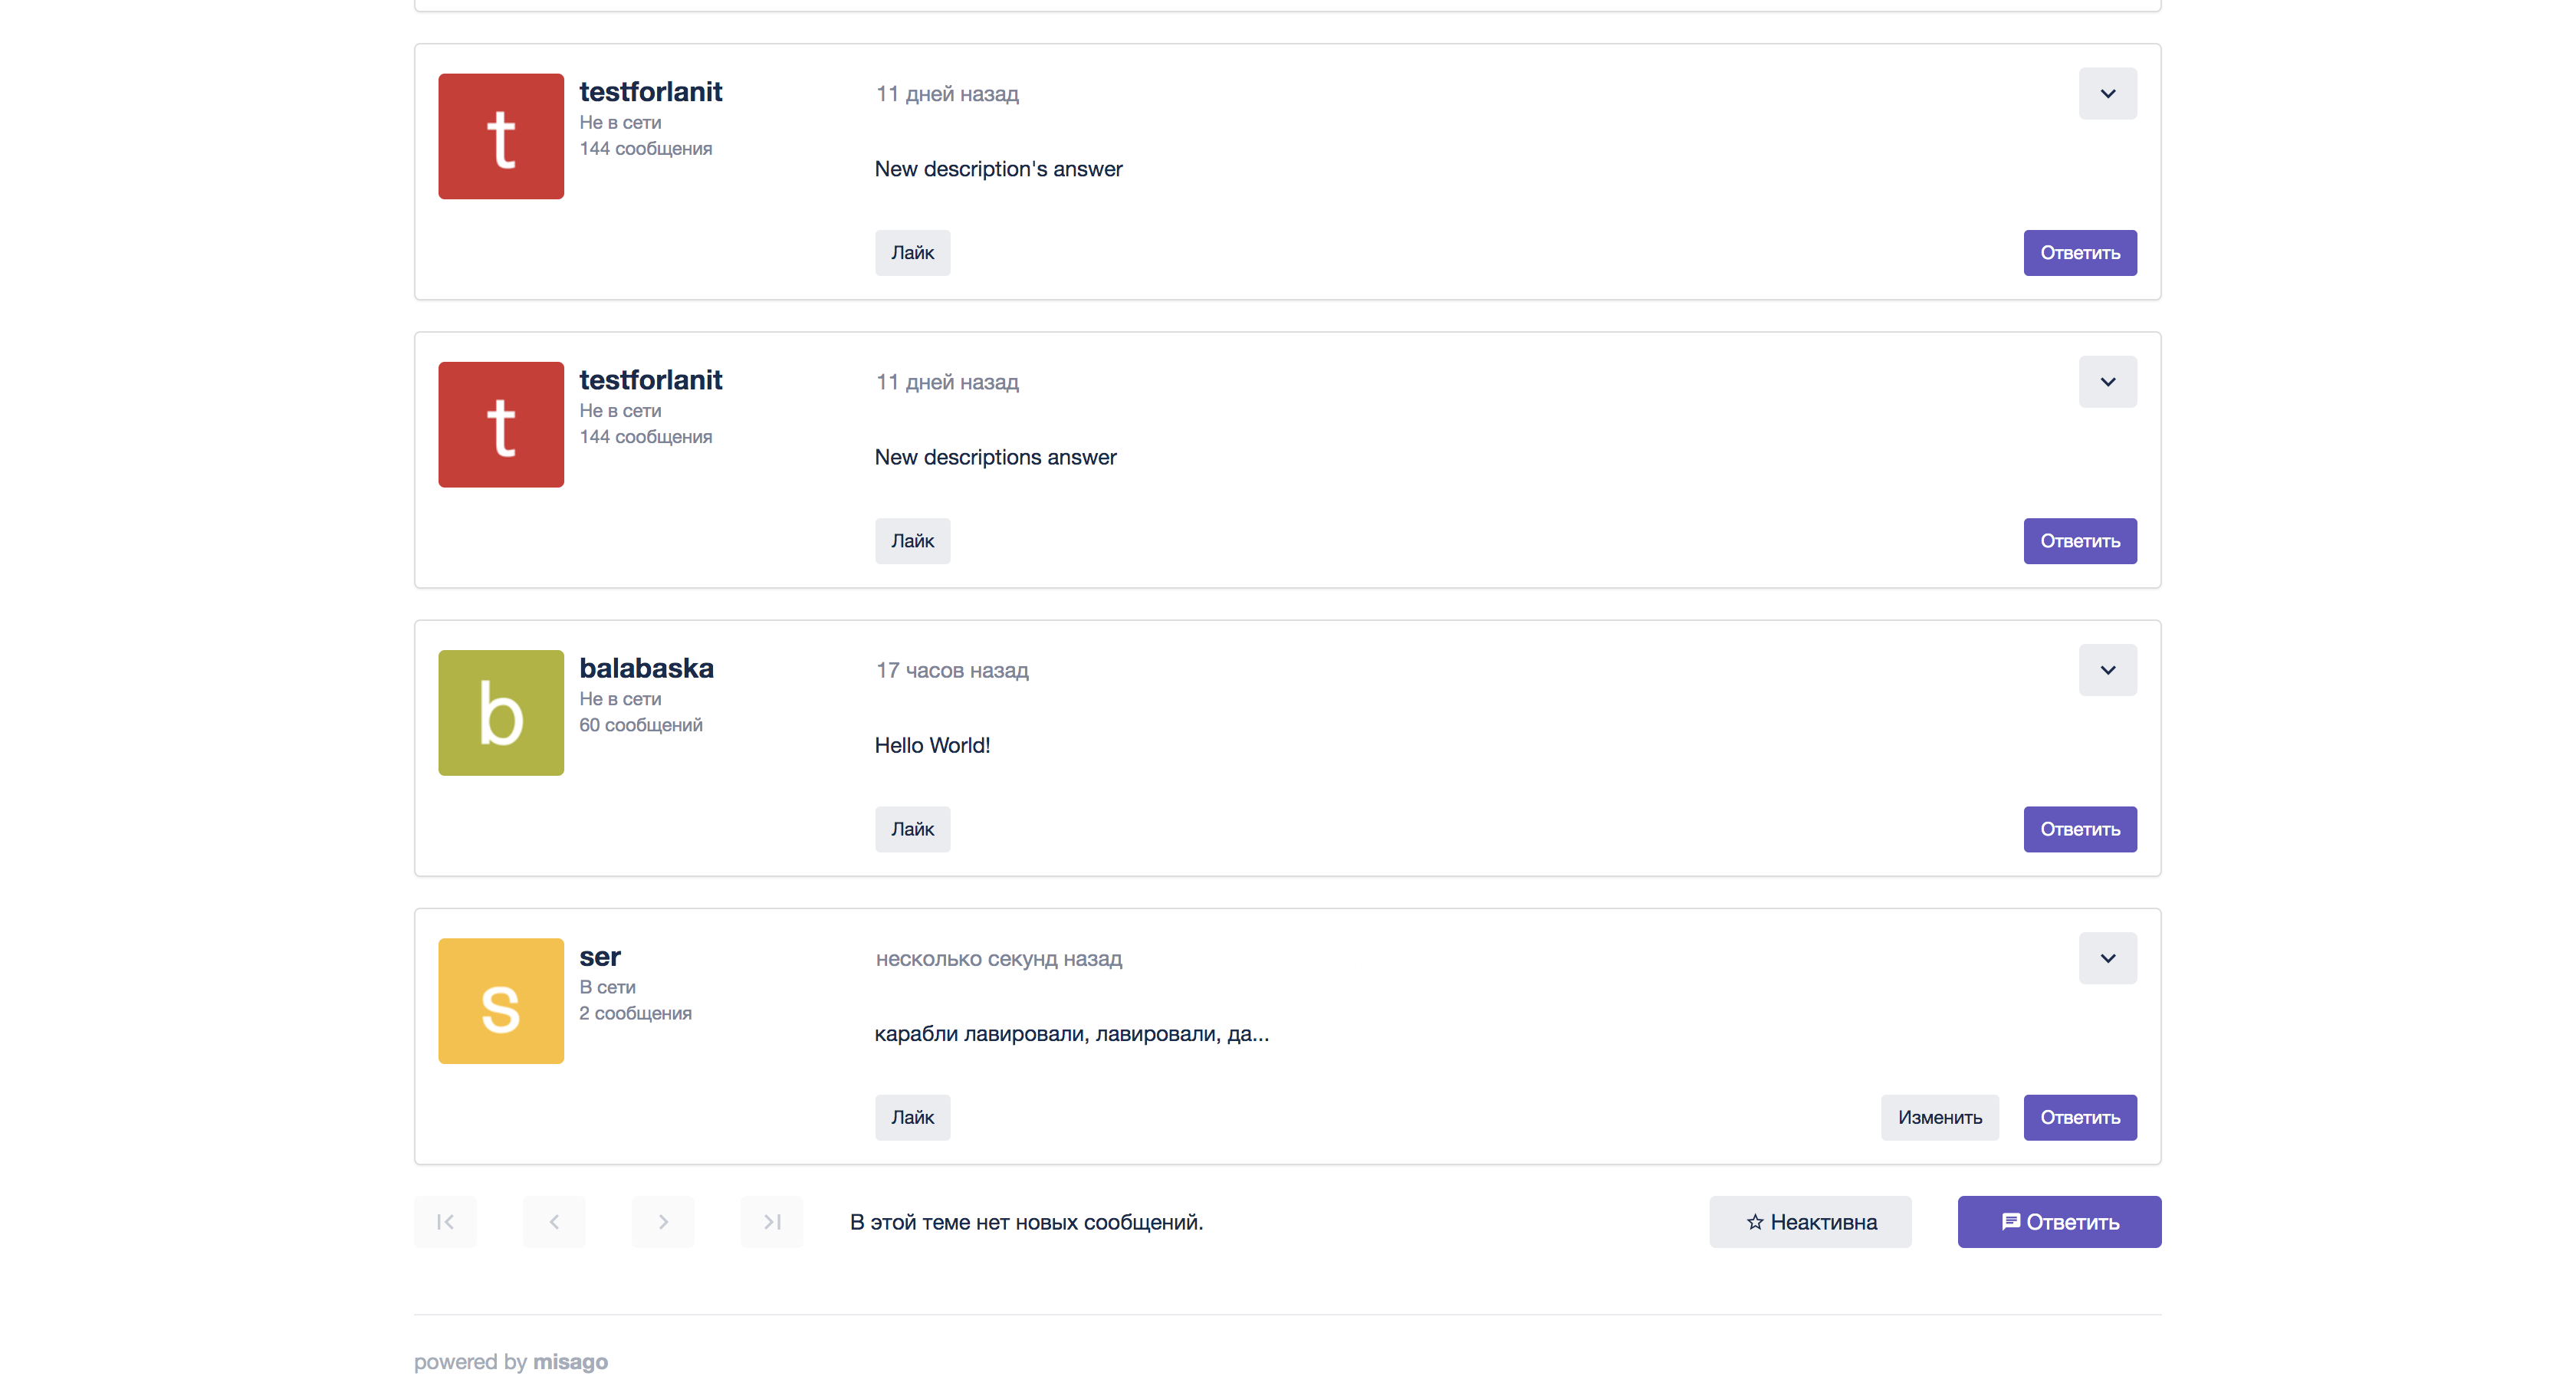 t
testforlanit
Не в сети
144 сообщения
11 дней назад
New description's answer
Лайк
Ответить
t
testforlanit
Не в сети
144 сообщения
11 дней назад
New descriptions answer
Лайк
Ответить
b
balabaska
Не в сети
60 сообщений
17 часов назад
Hello World!
Лайк
Ответить
s
ser
В сети
2 сообщения
несколько секунд назад
карабли лавировали, лавировали, да...
Лайк
Изменить
Ответить
В этой теме нет новых сообщений.
Неактивна
Ответить
powered by misago